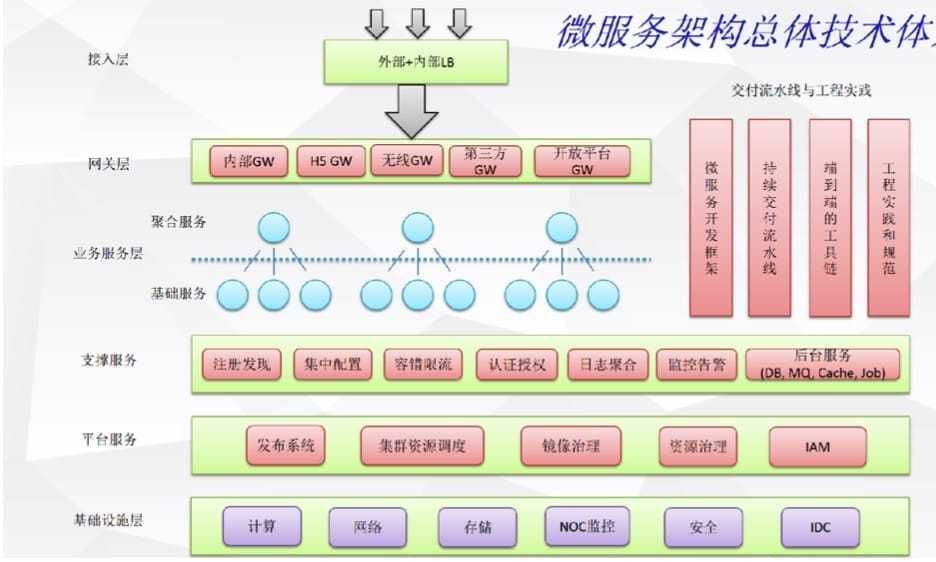 微服务架构总体技术体
接入层
外部+内部LB
交付流水线与工程实践
网关层
内部GW
H5 GW
无线GW
第三方
GW
开放平台
GW
微服务开发框架
持续交付流水线
端到端的工具链
工程实践和规范
聚合服务
业务服务层
基础服务
支撑服务
注册发现
集中配置
容错限流
认证授权
日志聚合
监控告警
后台服务
(DB, MQ, Cache, Job)
平台服务
发布系统
集群资源调度
镜像治理
资源治理
IAM
基础设施层
计算
网络
存储
NOC监控
安全
IDC